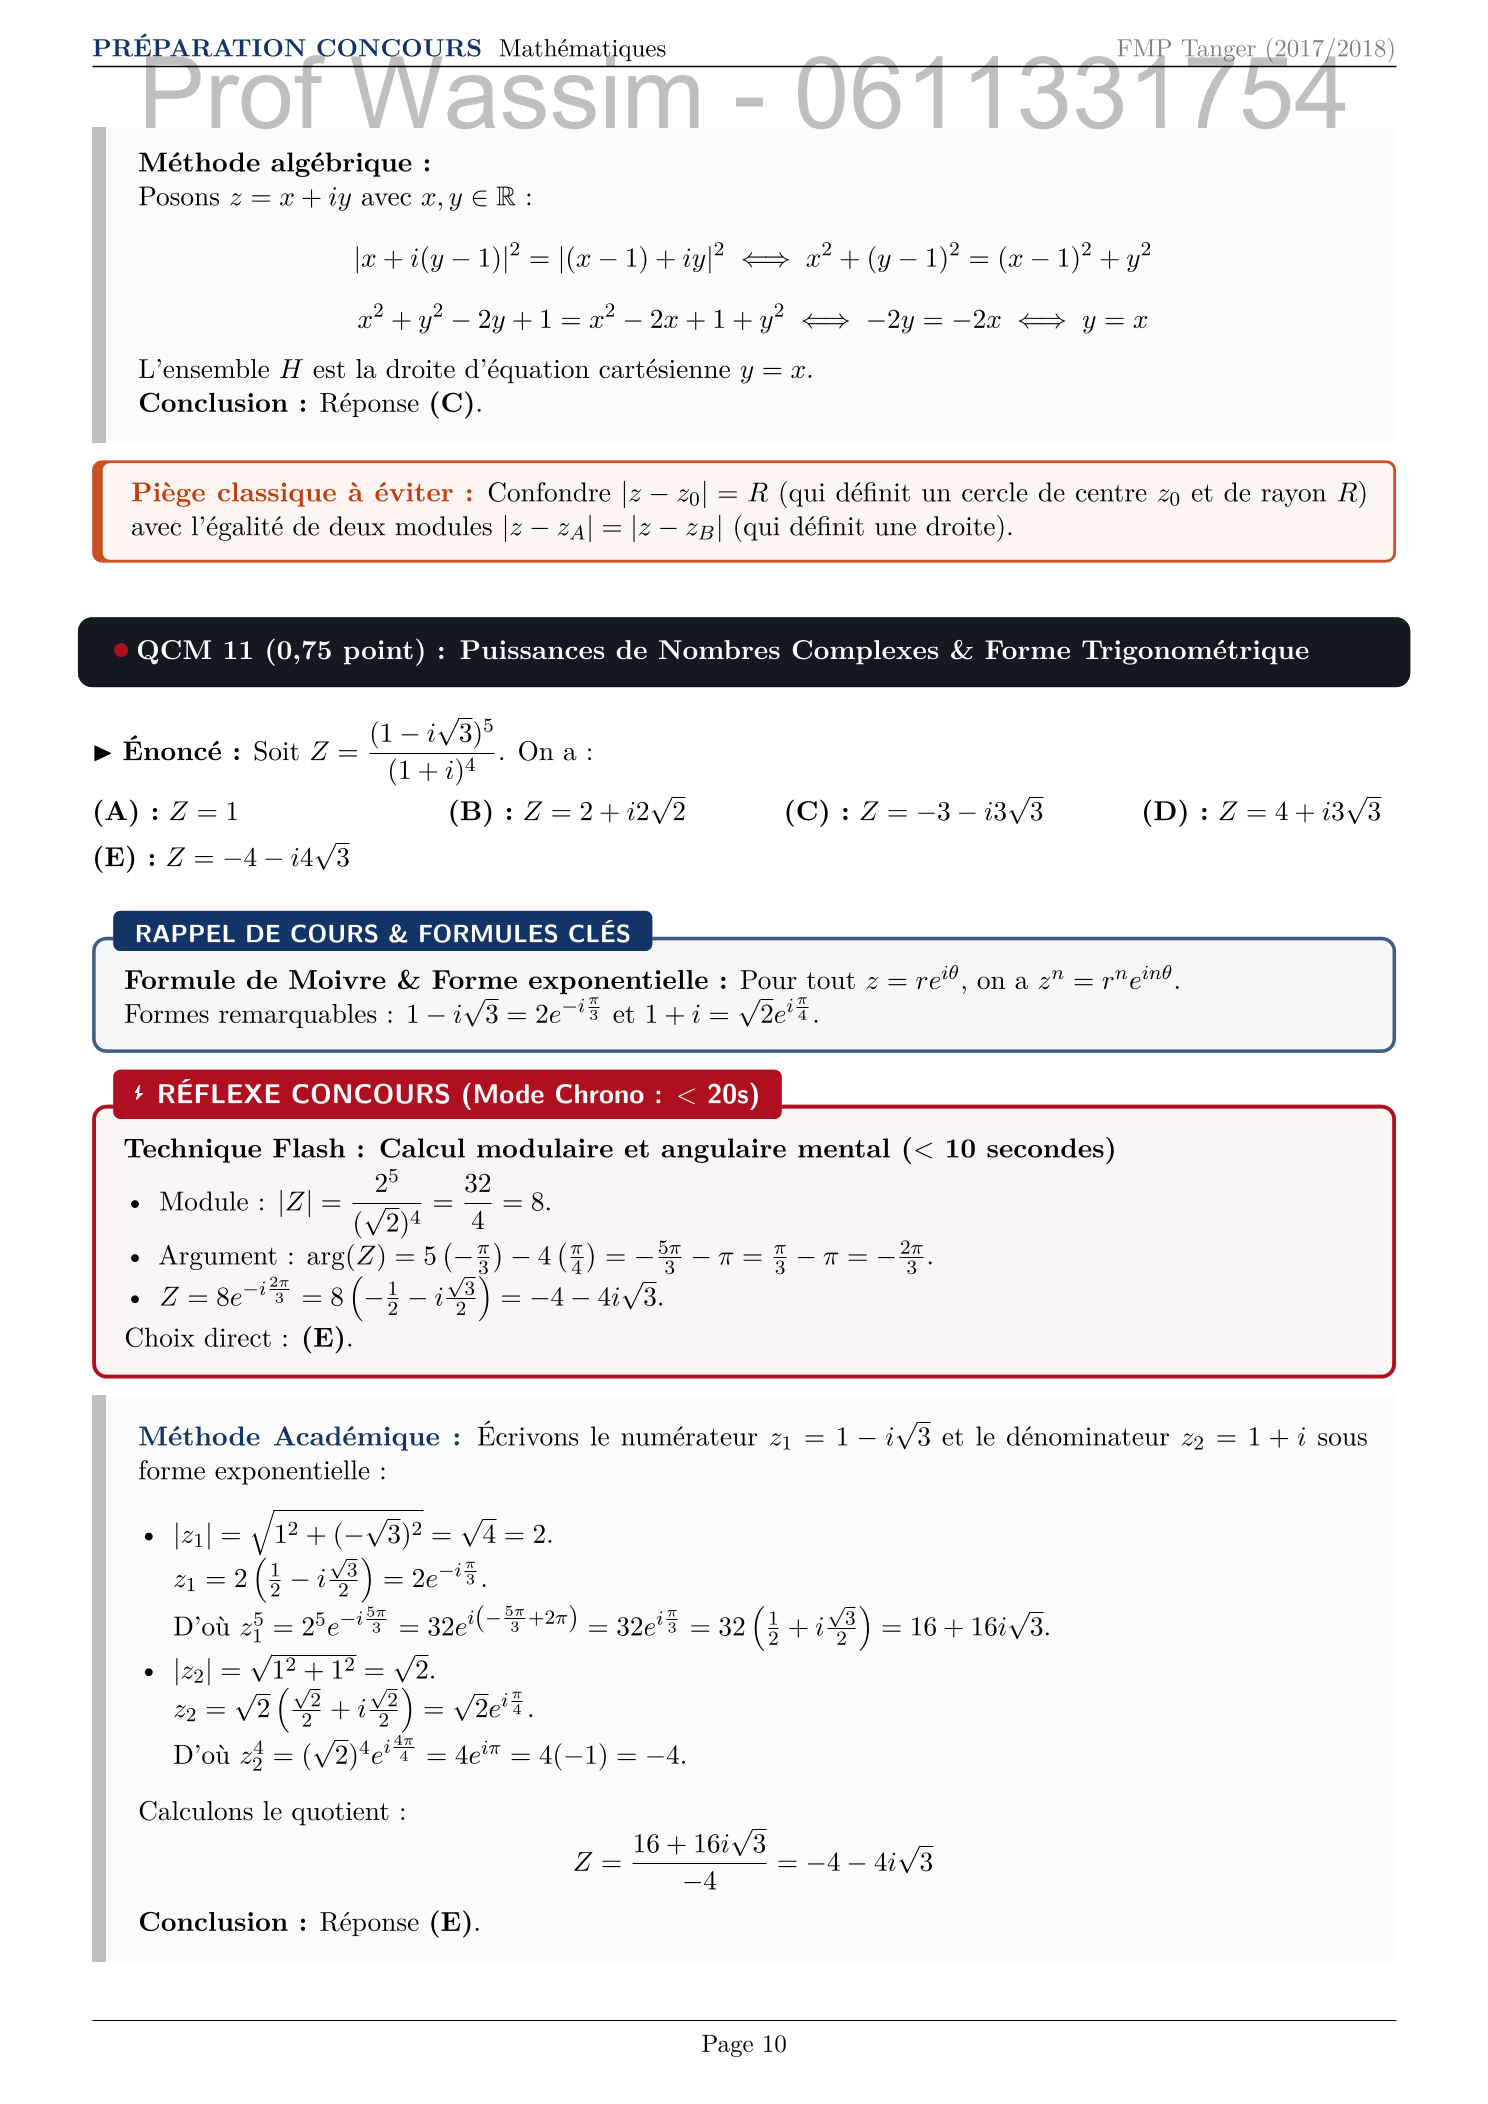 PRÉPARATION CONCOURS Mathématiques FMP Tanger (2017/2018)
Prof Wassim - 0611331754
Méthode algébrique :
Posons z = x + iy avec x, y ∈ ℝ :
|x + i(y − 1)|² = |(x − 1) + iy|² ⟺ x² + (y − 1)² = (x − 1)² + y²
x² + y² − 2y + 1 = x² − 2x + 1 + y² ⟺ −2y = −2x ⟺ y = x
L'ensemble H est la droite d'équation cartésienne y = x.
Conclusion : Réponse (C).
Piège classique à éviter : Confondre |z − z₀| = R (qui définit un cercle de centre z₀ et de rayon R)
avec l'égalité de deux modules |z − z_A| = |z − z_B| (qui définit une droite).
● QCM 11 (0,75 point) : Puissances de Nombres Complexes & Forme Trigonométrique
▶ Énoncé : Soit Z = (1 − i√3)⁵ / (1 + i)⁴. On a :
(A) : Z = 1 (B) : Z = 2 + i2√2 (C) : Z = −3 − i3√3 (D) : Z = 4 + i3√3
(E) : Z = −4 − i4√3
RAPPEL DE COURS & FORMULES CLÉS
Formule de Moivre & Forme exponentielle : Pour tout z = re^{iθ}, on a zⁿ = rⁿe^{inθ}.
Formes remarquables : 1 − i√3 = 2e^{−iπ/3} et 1 + i = √2e^{iπ/4}.
RÉFLEXE CONCOURS (Mode Chrono : < 20s)
Technique Flash : Calcul modulaire et angulaire mental (< 10 secondes)
• Module : |Z| = 2⁵/(√2)⁴ = 32/4 = 8.
• Argument : arg(Z) = 5(−π/3) − 4(π/4) = −5π/3 − π = π/3 − π = −2π/3.
• Z = 8e^{−i2π/3} = 8(−1/2 − i√3/2) = −4 − 4i√3.
Choix direct : (E).
Méthode Académique : Écrivons le numérateur z₁ = 1 − i√3 et le dénominateur z₂ = 1 + i sous
forme exponentielle :
• |z₁| = √(1² + (−√3)²) = √4 = 2.
z₁ = 2(1/2 − i√3/2) = 2e^{−iπ/3}.
D'où z₁⁵ = 2⁵e^{−i5π/3} = 32e^{i(−5π/3+2π)} = 32e^{iπ/3} = 32(1/2 + i√3/2) = 16 + 16i√3.
• |z₂| = √(1² + 1²) = √2.
z₂ = √2(√2/2 + i√2/2) = √2e^{iπ/4}.
D'où z₂⁴ = (√2)⁴e^{i4π/4} = 4e^{iπ} = 4(−1) = −4.
Calculons le quotient :
Z = (16 + 16i√3)/−4 = −4 − 4i√3
Conclusion : Réponse (E).
Page 10